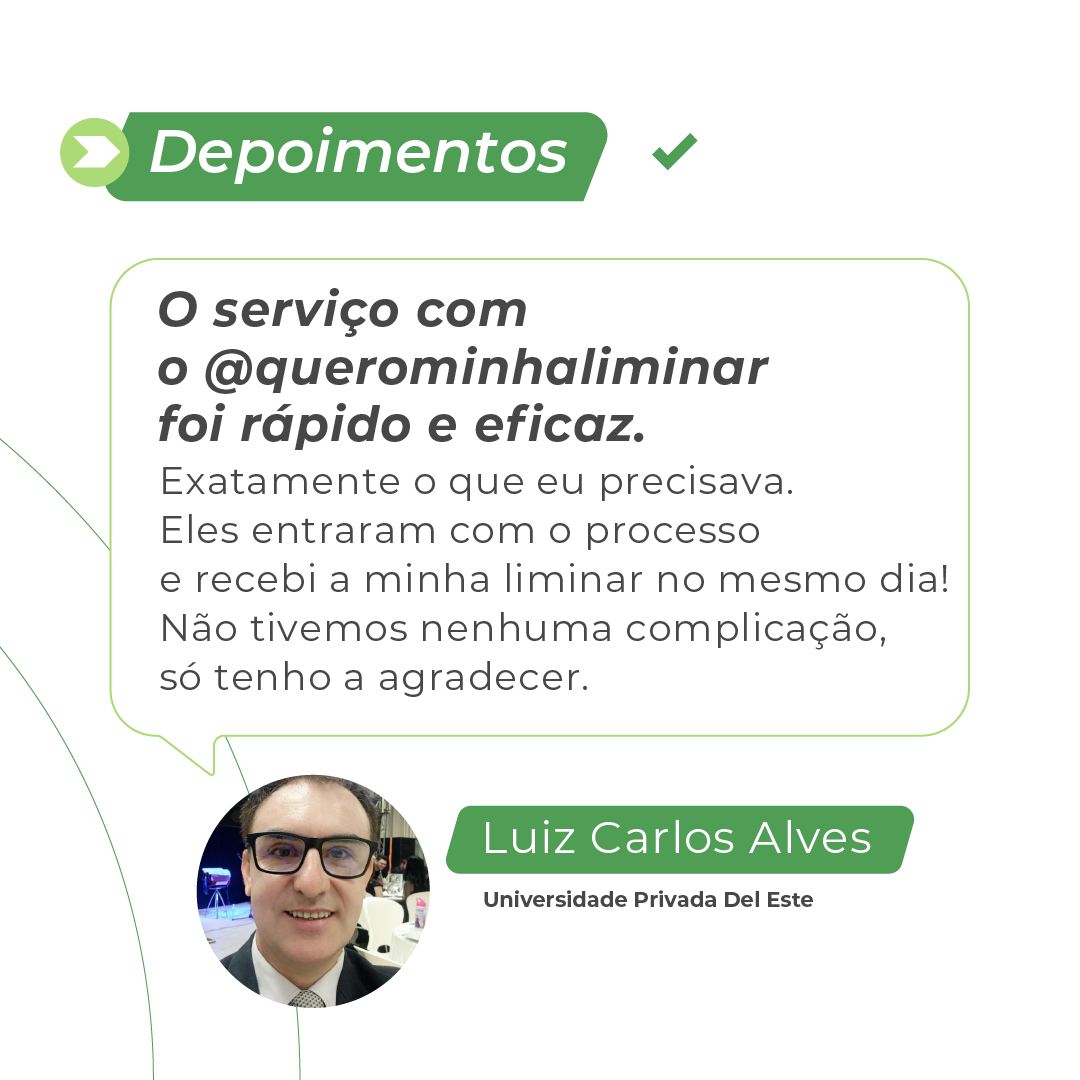 Depoimentos
O serviço com
o @querominhaliminar
foi rápido e eficaz.
Exatamente o que eu precisava.
Eles entraram com o processo
e recebi a minha liminar no mesmo dia!
Não tivemos nenhuma complicação,
só tenho a agradecer.
Luiz Carlos Alves
Universidade Privada Del Este